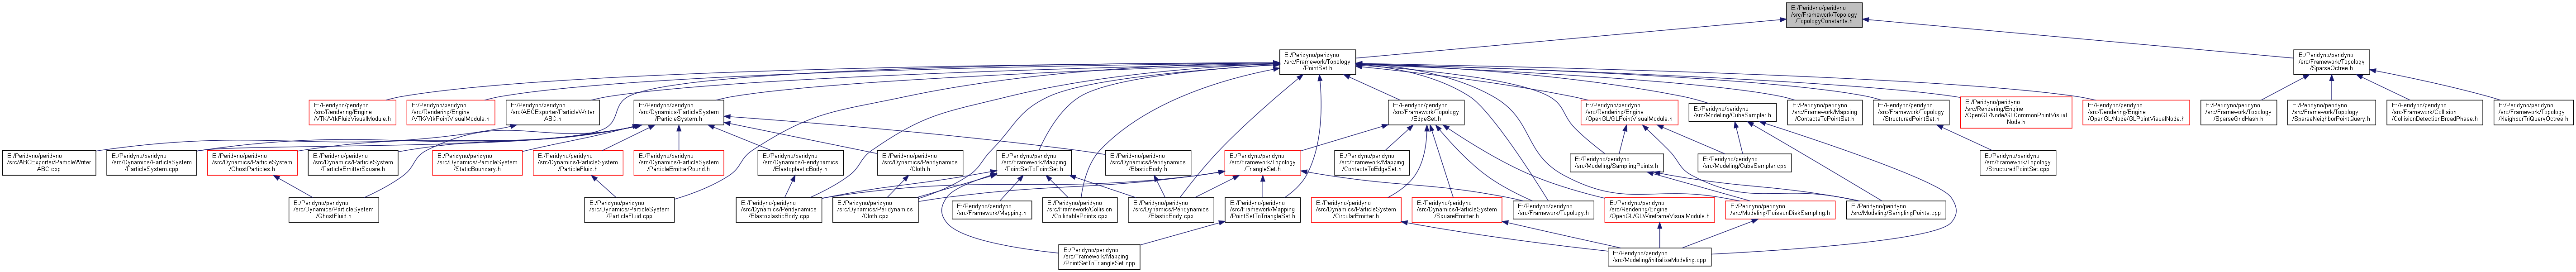 E:/Peridyno/peridyno
/src/Framework/Topology
/TopologyConstants.h
E:/Peridyno/peridyno
/src/Framework/Topology
/PointSet.h
E:/Peridyno/peridyno
/src/Framework/Topology
/SparseOctree.h
E:/Peridyno/peridyno
/src/Rendering/Engine
/VTK/VtkFluidVisualModule.h
E:/Peridyno/peridyno
/src/Rendering/Engine
/VTK/VtkPointVisualModule.h
E:/Peridyno/peridyno
/src/ABCExporter/ParticleWriter
ABC.h
E:/Peridyno/peridyno
/src/Dynamics/ParticleSystem
/ParticleSystem.h
E:/Peridyno/peridyno
/src/Framework/Topology
/EdgeSet.h
E:/Peridyno/peridyno
/src/Rendering/Engine
/OpenGL/GLPointVisualModule.h
E:/Peridyno/peridyno
/src/Modeling/CubeSampler.h
E:/Peridyno/peridyno
/src/Framework/Mapping
/ContactsToPointSet.h
E:/Peridyno/peridyno
/src/Framework/Topology
/StructuredPointSet.h
E:/Peridyno/peridyno
/src/Rendering/Engine
/OpenGL/Node/GLCommonPointVisual
Node.h
E:/Peridyno/peridyno
/src/Rendering/Engine
/OpenGL/Node/GLPointVisualNode.h
E:/Peridyno/peridyno
/src/Framework/Topology
/SparseGridHash.h
E:/Peridyno/peridyno
/src/Framework/Topology
/SparseNeighborPointQuery.h
E:/Peridyno/peridyno
/src/Framework/Collision
/CollisionDetectionBroadPhase.h
E:/Peridyno/peridyno
/src/Framework/Topology
/NeighborTriQueryOctree.h
E:/Peridyno/peridyno
/src/ABCExporter/ParticleWriter
ABC.cpp
E:/Peridyno/peridyno
/src/Dynamics/ParticleSystem
/ParticleSystem.cpp
E:/Peridyno/peridyno
/src/Dynamics/ParticleSystem
/GhostParticles.h
E:/Peridyno/peridyno
/src/Dynamics/ParticleSystem
/ParticleEmitterSquare.h
E:/Peridyno/peridyno
/src/Dynamics/ParticleSystem
/StaticBoundary.h
E:/Peridyno/peridyno
/src/Dynamics/ParticleSystem
/ParticleFluid.h
E:/Peridyno/peridyno
/src/Dynamics/ParticleSystem
/ParticleEmitterRound.h
E:/Peridyno/peridyno
/src/Dynamics/Peridynamics
/ElastoplasticBody.h
E:/Peridyno/peridyno
/src/Dynamics/Peridynamics
/Cloth.h
E:/Peridyno/peridyno
/src/Framework/Mapping
/PointSetToPointSet.h
E:/Peridyno/peridyno
/src/Dynamics/Peridynamics
/ElasticBody.h
E:/Peridyno/peridyno
/src/Framework/Topology
/TriangleSet.h
E:/Peridyno/peridyno
/src/Framework/Mapping
/ContactsToEdgeSet.h
E:/Peridyno/peridyno
/src/Modeling/SamplingPoints.h
E:/Peridyno/peridyno
/src/Modeling/CubeSampler.cpp
E:/Peridyno/peridyno
/src/Framework/Topology
/StructuredPointSet.cpp
E:/Peridyno/peridyno
/src/Dynamics/ParticleSystem
/GhostFluid.h
E:/Peridyno/peridyno
/src/Dynamics/ParticleSystem
/ParticleFluid.cpp
E:/Peridyno/peridyno
/src/Dynamics/Peridynamics
/ElastoplasticBody.cpp
E:/Peridyno/peridyno
/src/Dynamics/Peridynamics
/Cloth.cpp
E:/Peridyno/peridyno
/src/Framework/Mapping.h
E:/Peridyno/peridyno
/src/Framework/Collision
/CollidablePoints.cpp
E:/Peridyno/peridyno
/src/Dynamics/Peridynamics
/ElasticBody.cpp
E:/Peridyno/peridyno
/src/Framework/Mapping
/PointSetToTriangleSet.h
E:/Peridyno/peridyno
/src/Dynamics/ParticleSystem
/CircularEmitter.h
E:/Peridyno/peridyno
/src/Dynamics/ParticleSystem
/SquareEmitter.h
E:/Peridyno/peridyno
/src/Framework/Topology.h
E:/Peridyno/peridyno
/src/Rendering/Engine
/OpenGL/GLWireframeVisualModule.h
E:/Peridyno/peridyno
/src/Modeling/PoissonDiskSampling.h
E:/Peridyno/peridyno
/src/Modeling/SamplingPoints.cpp
E:/Peridyno/peridyno
/src/Framework/Mapping
/PointSetToTriangleSet.cpp
E:/Peridyno/peridyno
/src/Modeling/initializeModeling.cpp